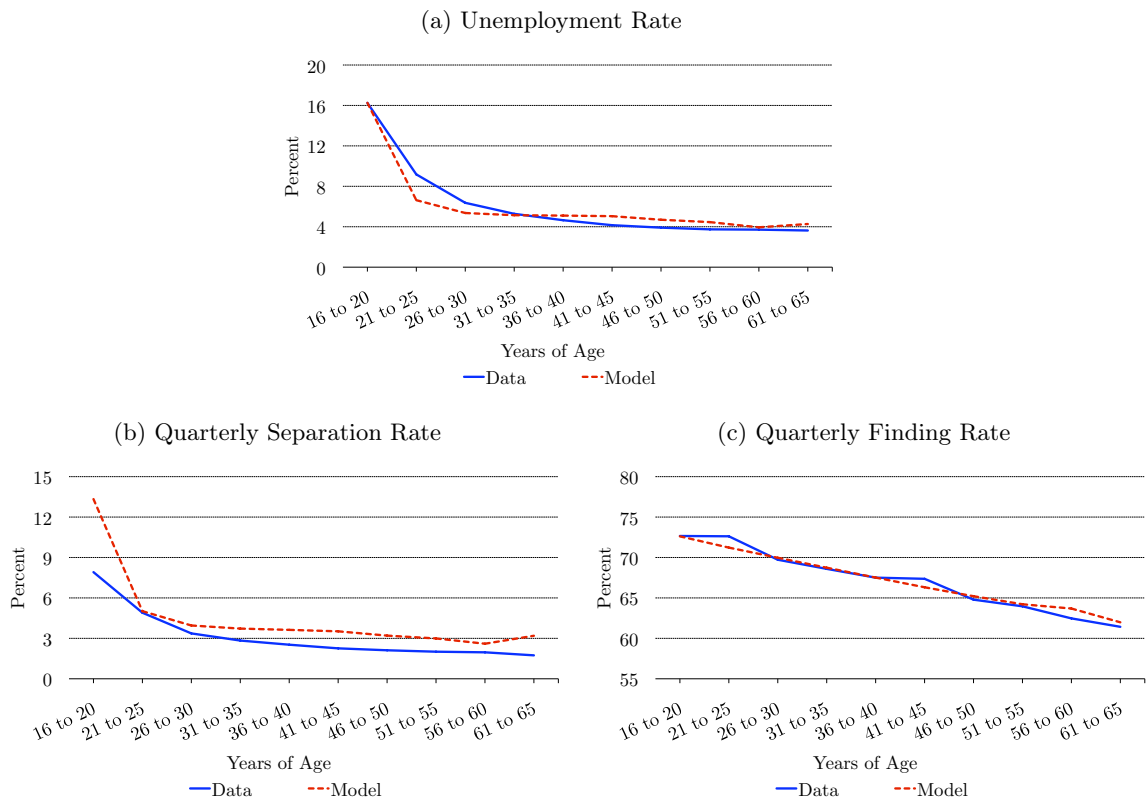 (a) Unemployment Rate
20
16
12
8
4
0
Percent
16 to 20
21 to 25
26 to 30
31 to 35
36 to 40
41 to 45
46 to 50
51 to 55
56 to 60
61 to 65
Years of Age
Data Model
(b) Quarterly Separation Rate
15
12
9
6
3
0
Percent
16 to 20
21 to 25
26 to 30
31 to 35
36 to 40
41 to 45
46 to 50
51 to 55
56 to 60
61 to 65
Years of Age
Data Model
(c) Quarterly Finding Rate
80
75
70
65
60
55
Percent
16 to 20
21 to 25
26 to 30
31 to 35
36 to 40
41 to 45
46 to 50
51 to 55
56 to 60
61 to 65
Years of Age
Data Model